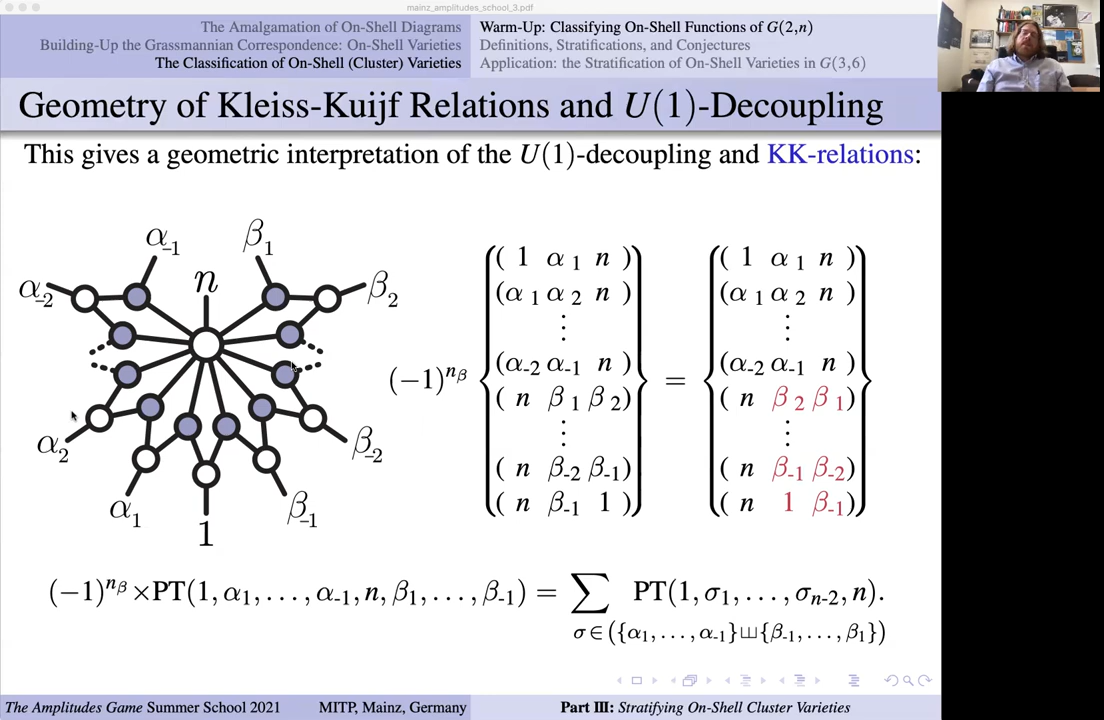 mainz_amplitudes_school_3.pdf
The Amalgamation of On-Shell Diagrams
Building-Up the Grassmannian Correspondence: On-Shell Varieties
The Classification of On-Shell (Cluster) Varieties
Warm-Up: Classifying On-Shell Functions of G(2,n)
Definitions, Stratifications, and Conjectures
Application: the Stratification of On-Shell Varieties in G(3,6)
Geometry of Kleiss-Kuijf Relations and U(1)-Decoupling
This gives a geometric interpretation of the U(1)-decoupling and KK-relations:
α₋₁
β₁
n
α₋₂
β₂
α₂
β₋₂
α₁
β₋₁
1
(−1)^{n_β}
( 1 α₁ n )
(α₁ α₂ n )
⋮
(α₋₂ α₋₁ n )
( n β₁ β₂)
⋮
( n β₋₂ β₋₁)
( n β₋₁ 1 )
=
( 1 α₁ n )
(α₁ α₂ n )
⋮
(α₋₂ α₋₁ n )
( n β₂ β₁)
⋮
( n β₋₁ β₋₂)
( n 1 β₋₁)
(−1)^{n_β} ×PT(1, α₁, …, α₋₁, n, β₁, …, β₋₁) = ∑ PT(1, σ₁, …, σₙ₋₂, n).
σ∈({α₁, …, α₋₁}⧢{β₋₁, …, β₁})
The Amplitudes Game Summer School 2021
MITP, Mainz, Germany
Part III: Stratifying On-Shell Cluster Varieties